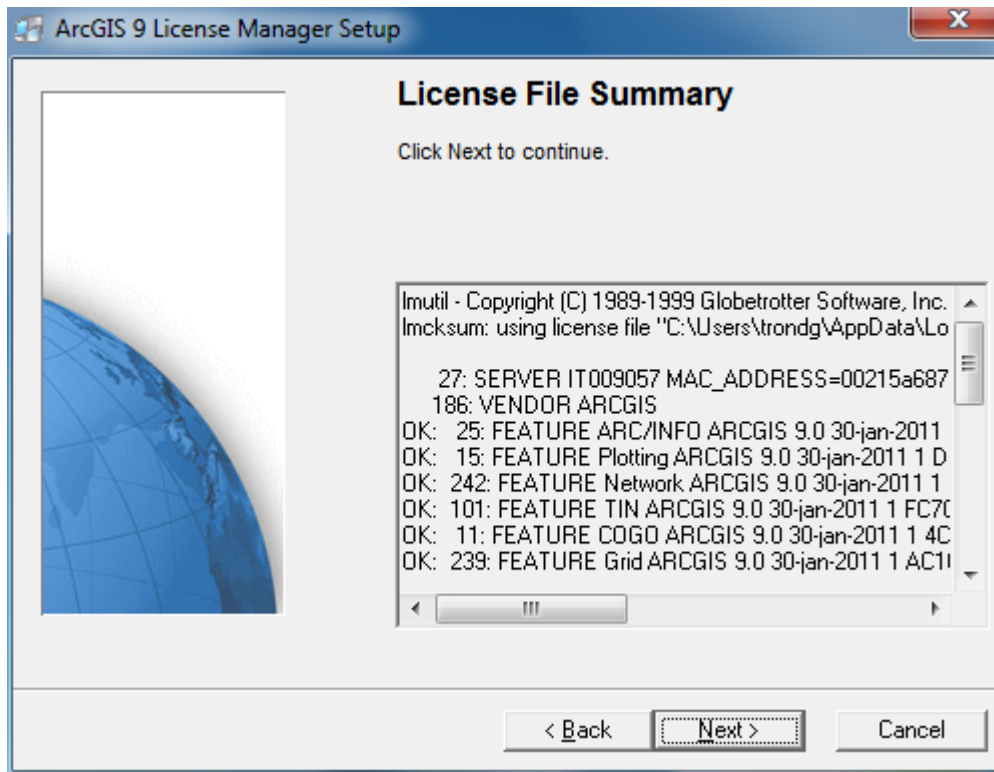 ArcGIS 9 License Manager Setup
License File Summary
Click Next to continue.
lmutil - Copyright (C) 1989-1999 Globetrotter Software, Inc.
lmcksum: using license file "C:\Users\trondg\AppData\Lo
27: SERVER IT009057 MAC_ADDRESS=00215a687
186: VENDOR ARCGIS
OK: 25: FEATURE ARC/INFO ARCGIS 9.0 30-jan-2011
OK: 15: FEATURE Plotting ARCGIS 9.0 30-jan-2011 1 D
OK: 242: FEATURE Network ARCGIS 9.0 30-jan-2011 1
OK: 101: FEATURE TIN ARCGIS 9.0 30-jan-2011 1 FC7
OK: 11: FEATURE COGO ARCGIS 9.0 30-jan-2011 1 4C
OK: 239: FEATURE Grid ARCGIS 9.0 30-jan-2011 1 AC1
< Back
Next >
Cancel